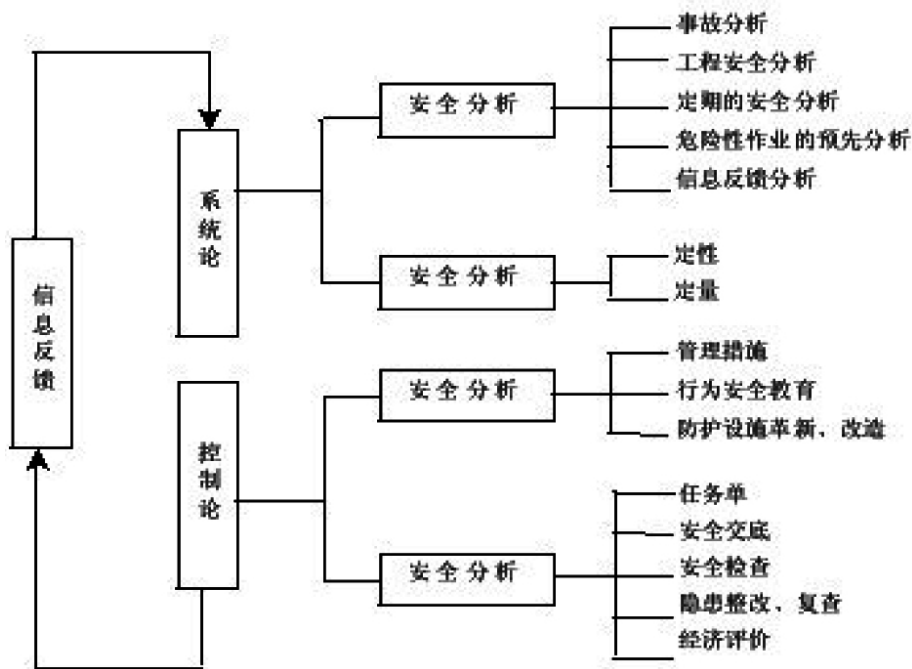 信息反馈
系统论
安全分析
事故分析
工程安全分析
定期的安全分析
危险性作业的预先分析
信息反馈分析
安全分析
定性
定量
控制论
安全分析
管理措施
行为安全教育
防护设施革新、改造
安全分析
任务单
安全交底
安全检查
隐患整改、复查
经济评价